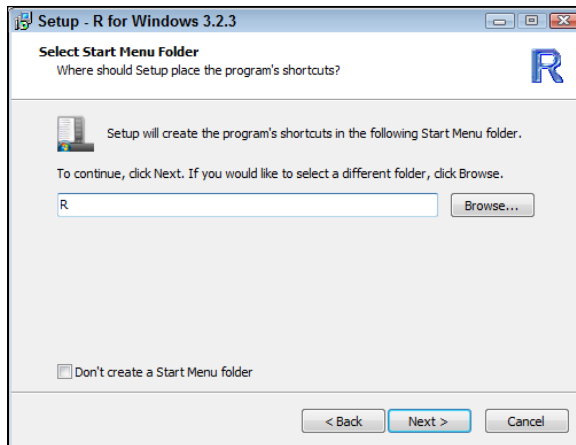 Setup - R for Windows 3.2.3
Select Start Menu Folder
Where should Setup place the program's shortcuts?
R
Setup will create the program's shortcuts in the following Start Menu folder.
To continue, click Next. If you would like to select a different folder, click Browse.
R
Browse...
Don't create a Start Menu folder
< Back
Next >
Cancel